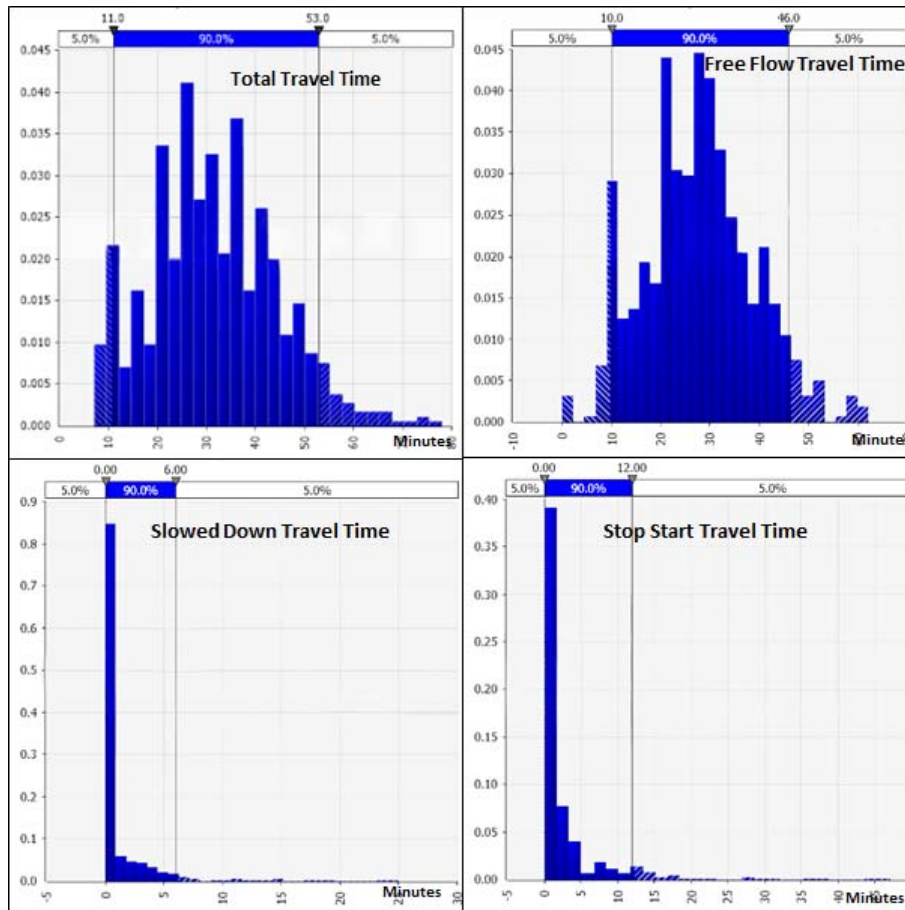 11.0 53.0
5.0% 90.0% 5.0%
Total Travel Time
0.045
0.040
0.035
0.030
0.025
0.020
0.015
0.010
0.005
0.000
0 10 20 30 40 50 60 70 80
Minutes
10.0 46.0
5.0% 90.0% 5.0%
Free Flow Travel Time
0.045
0.040
0.035
0.030
0.025
0.020
0.015
0.010
0.005
0.000
-10 0 10 20 30 40 50 60
Minutes
0.00 6.00
5.0% 90.0% 5.0%
Slowed Down Travel Time
0.9
0.8
0.7
0.6
0.5
0.4
0.3
0.2
0.1
0.0
-5 0 5 10 15 20 25 30
Minutes
0.00 12.00
5.0% 90.0% 5.0%
Stop Start Travel Time
0.40
0.35
0.30
0.25
0.20
0.15
0.10
0.05
0.00
-5 0 5 10 15 20 25 30 35 40 45
Minutes